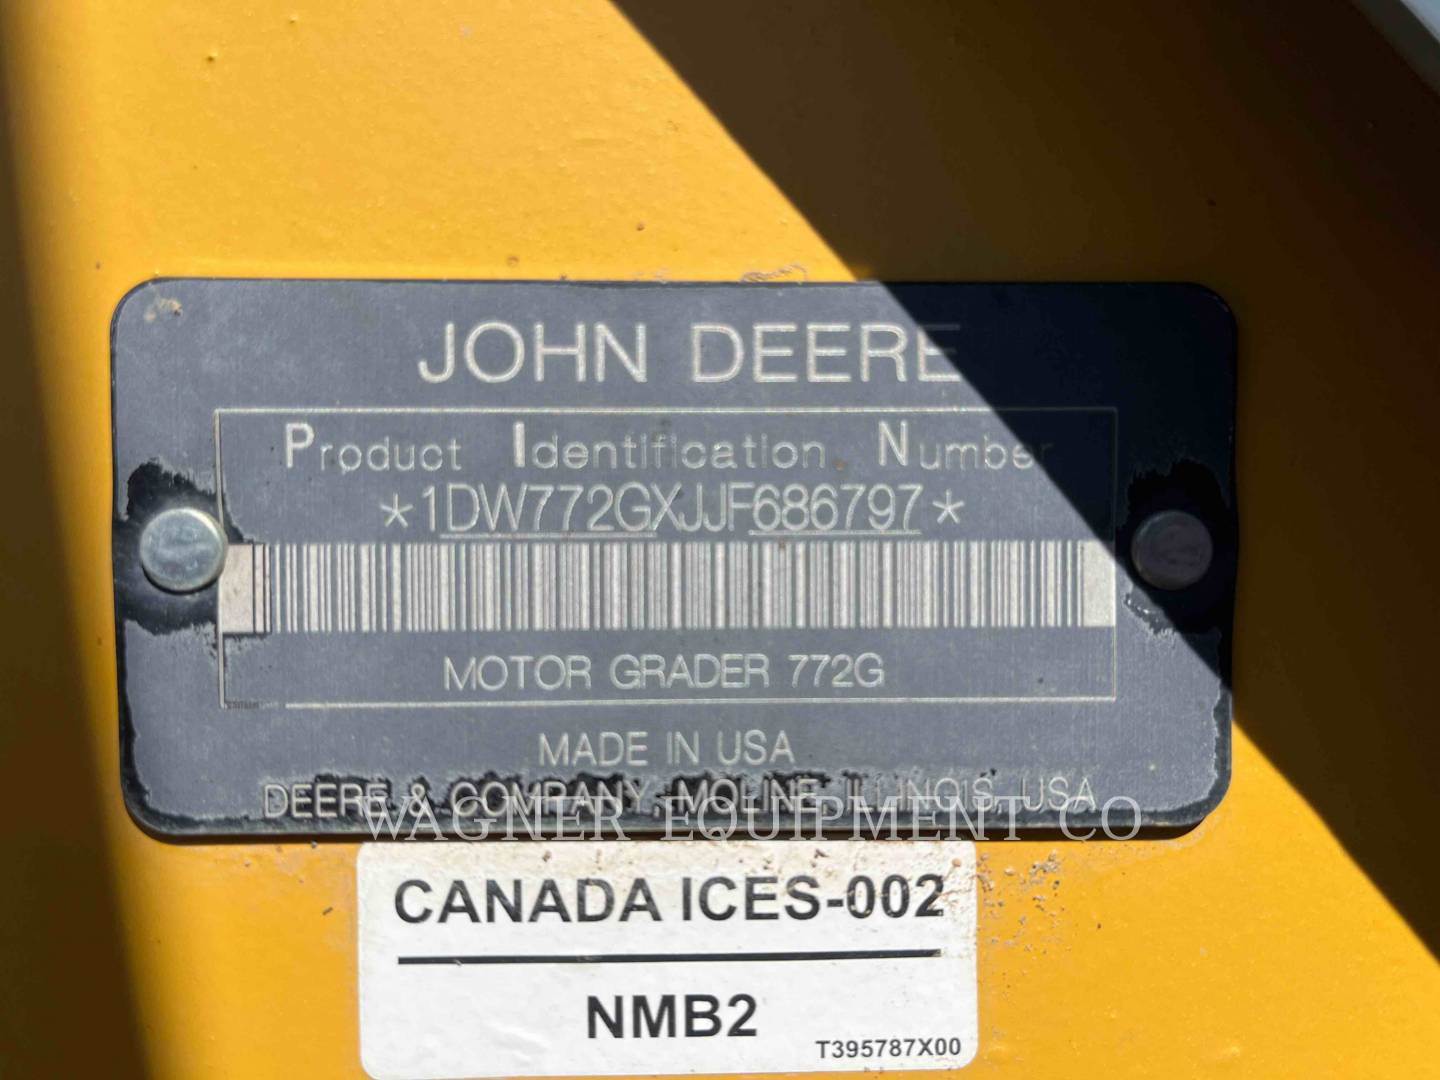 JOHN DEERE
Product Identification Number
*1DW772GXJJF686797*
MOTOR GRADER 772G
MADE IN USA
DEERE & COMPANY, MOLINE, ILLINOIS, USA
WAGNER EQUIPMENT CO
CANADA ICES-002
NMB2
T395787X00